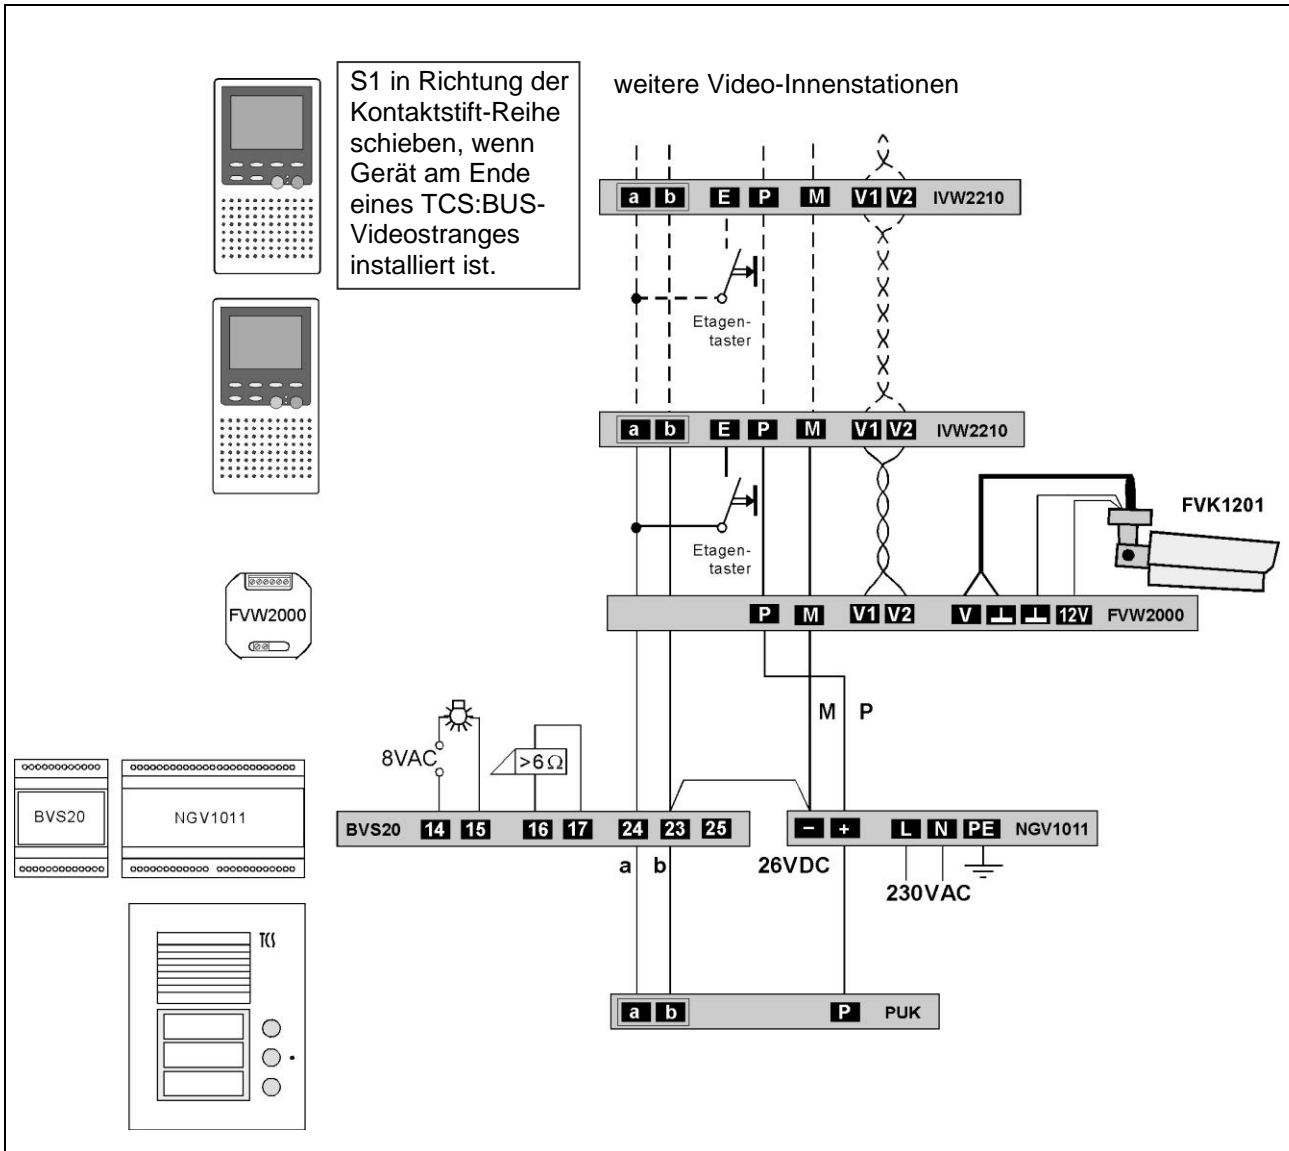 S1 in Richtung der
Kontaktstift-Reihe
schieben, wenn
Gerät am Ende
eines TCS:BUS-
Videostranges
installiert ist.
weitere Video-Innenstationen
a b E P M V1 V2 IVW2210
Etagen-
taster
a b E P M V1 V2 IVW2210
Etagen-
taster
FVK1201
FVW2000
P M V1 V2 V 12V FVW2000
M P
8VAC
>6Ω
BVS20
NGV1011
BVS20 14 15 16 17 24 23 25
− + L N PE NGV1011
a b
26VDC
230VAC
TCS
a b P PUK